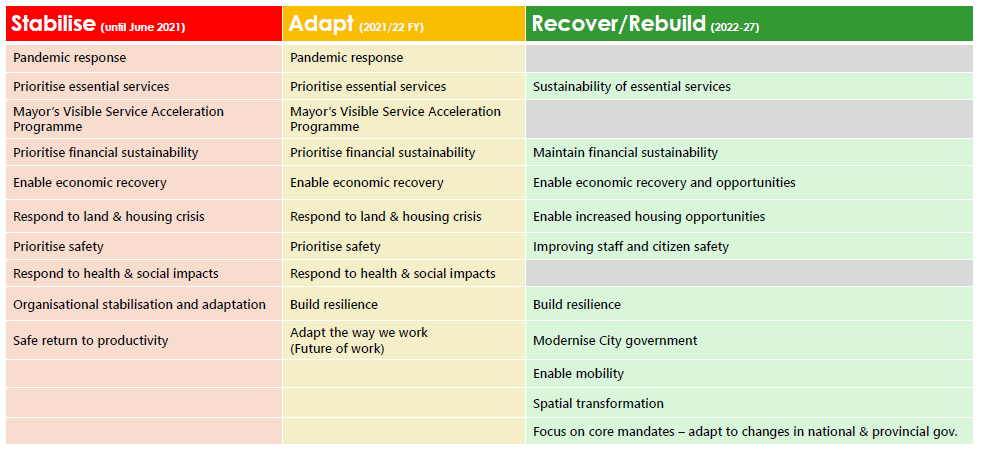 Stabilise (until June 2021) Adapt (2021/22 FY) Recover/Rebuild (2022-27)
Pandemic response Pandemic response
Prioritise essential services Prioritise essential services Sustainability of essential services
Mayor's Visible Service Acceleration Mayor's Visible Service Acceleration
Programme Programme
Prioritise financial sustainability Prioritise financial sustainability Maintain financial sustainability
Enable economic recovery Enable economic recovery Enable economic recovery and opportunities
Respond to land & housing crisis Respond to land & housing crisis Enable increased housing opportunities
Prioritise safety Prioritise safety Improving staff and citizen safety
Respond to health & social impacts Respond to health & social impacts
Organisational stabilisation and adaptation Build resilience Build resilience
Safe return to productivity Adapt the way we work Modernise City government
(Future of work)
Enable mobility
Spatial transformation
Focus on core mandates – adapt to changes in national & provincial gov.